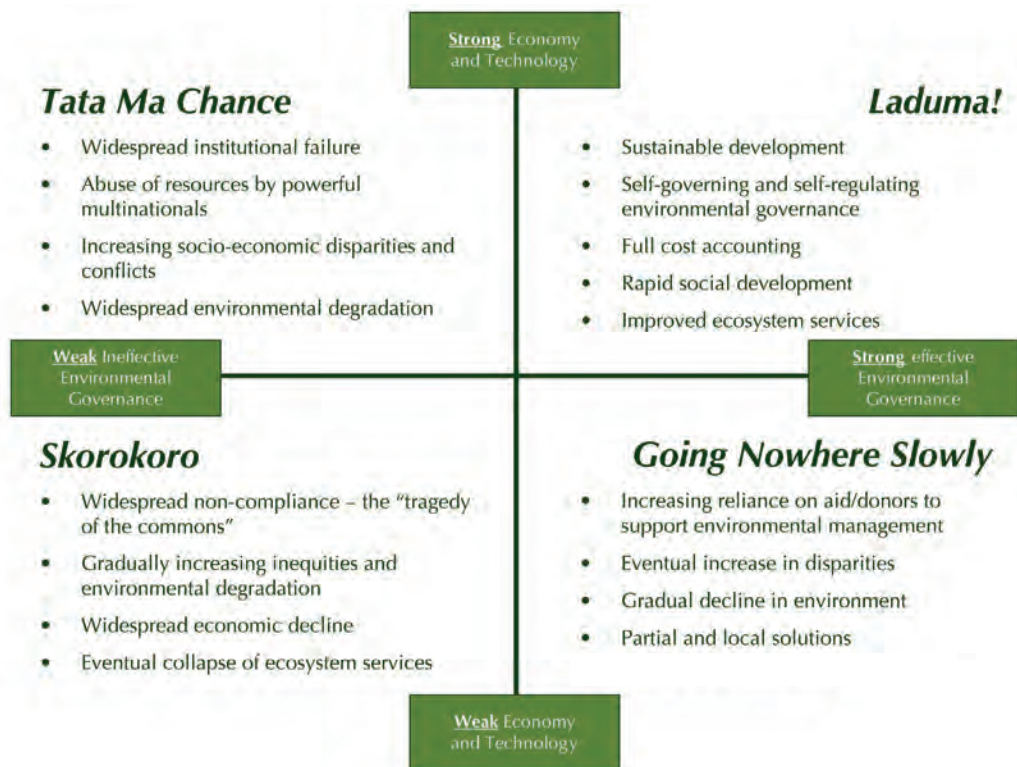 Strong Economy
and Technology
Tata Ma Chance
• Widespread institutional failure
• Abuse of resources by powerful
multinationals
• Increasing socio-economic disparities and
conflicts
• Widespread environmental degradation
Laduma!
• Sustainable development
• Self-governing and self-regulating
environmental governance
• Full cost accounting
• Rapid social development
• Improved ecosystem services
Weak Ineffective
Environmental
Governance
Strong effective
Environmental
Governance
Skorokoro
• Widespread non-compliance – the “tragedy
of the commons”
• Gradually increasing inequities and
environmental degradation
• Widespread economic decline
• Eventual collapse of ecosystem services
Going Nowhere Slowly
• Increasing reliance on aid/donors to
support environmental management
• Eventual increase in disparities
• Gradual decline in environment
• Partial and local solutions
Weak Economy
and Technology